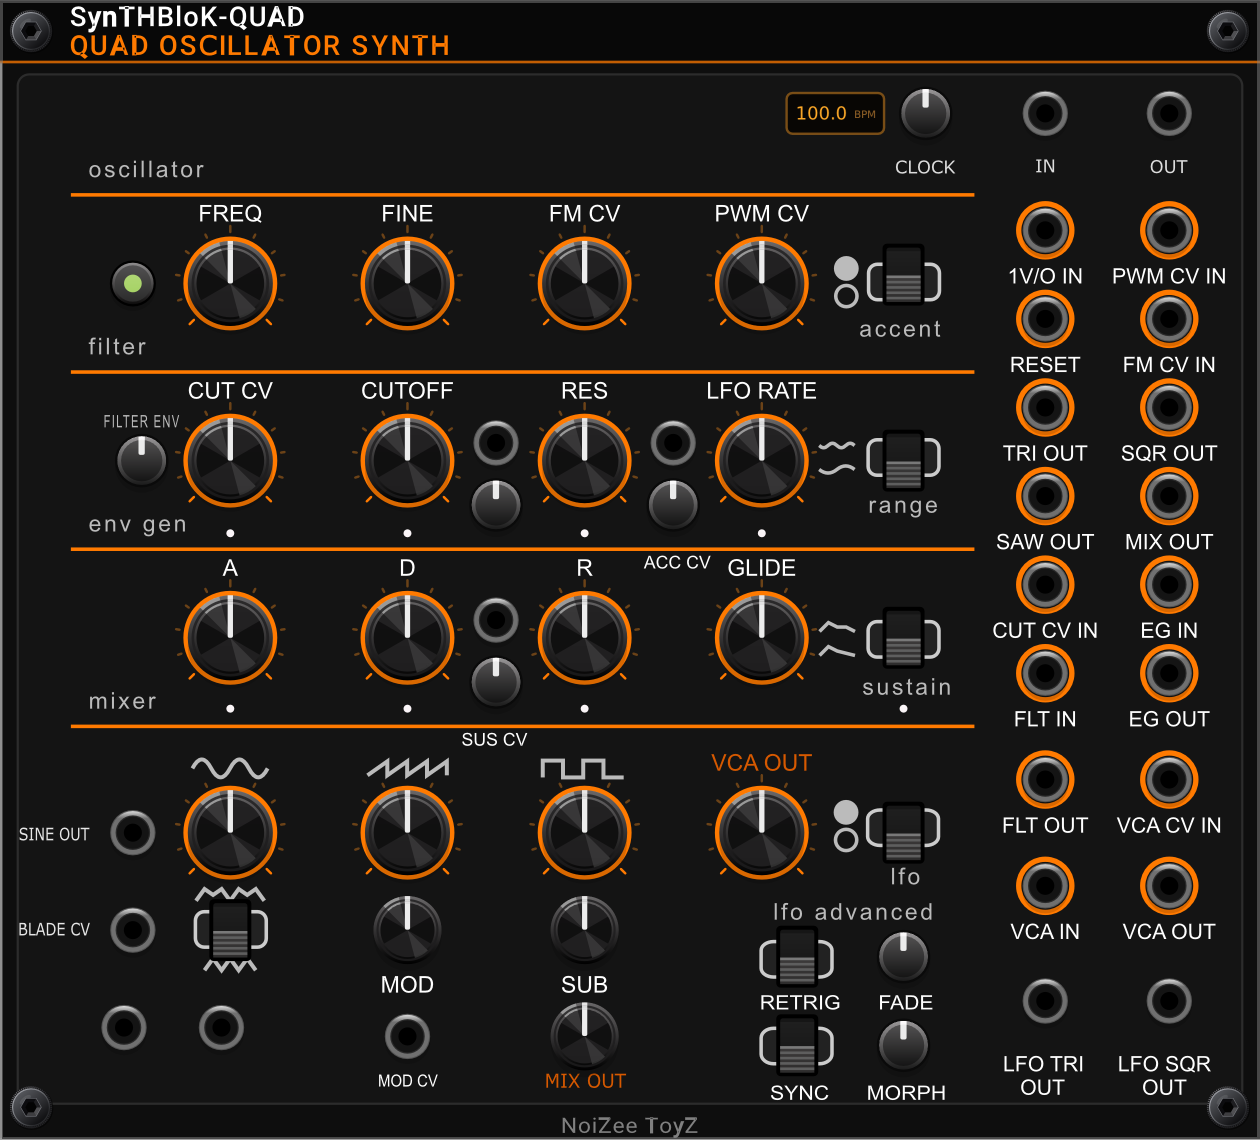 SynTHBloK-QUAD
QUAD OSCILLATOR SYNTH
100.0 BPM
CLOCK
IN
OUT
oscillator
FREQ
FINE
FM CV
PWM CV
accent
1V/O IN
PWM CV IN
filter
RESET
FM CV IN
CUT CV
CUTOFF
RES
LFO RATE
FILTER ENV
range
TRI OUT
SQR OUT
env gen
SAW OUT
MIX OUT
A
D
R
ACC CV
GLIDE
sustain
CUT CV IN
EG IN
mixer
FLT IN
EG OUT
SUS CV
VCA OUT
SINE OUT
lfo
FLT OUT
VCA CV IN
BLADE CV
lfo advanced
VCA IN
VCA OUT
MOD
SUB
RETRIG
FADE
MOD CV
MIX OUT
SYNC
MORPH
LFO TRI
OUT
LFO SQR
OUT
NoiZee ToyZ